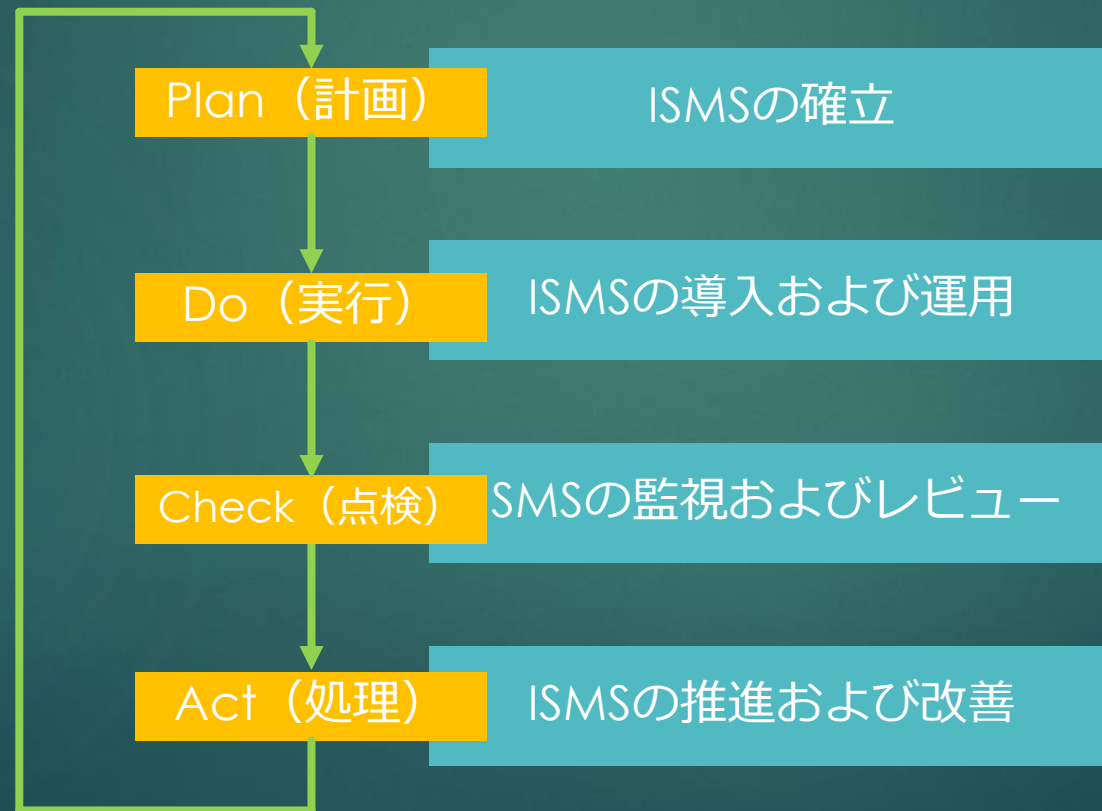 Plan（計画）
ISMSの確立
Do（実行）
ISMSの導入および運用
Check（点検）
SMSの監視およびレビュー
Act（処理）
ISMSの推進および改善